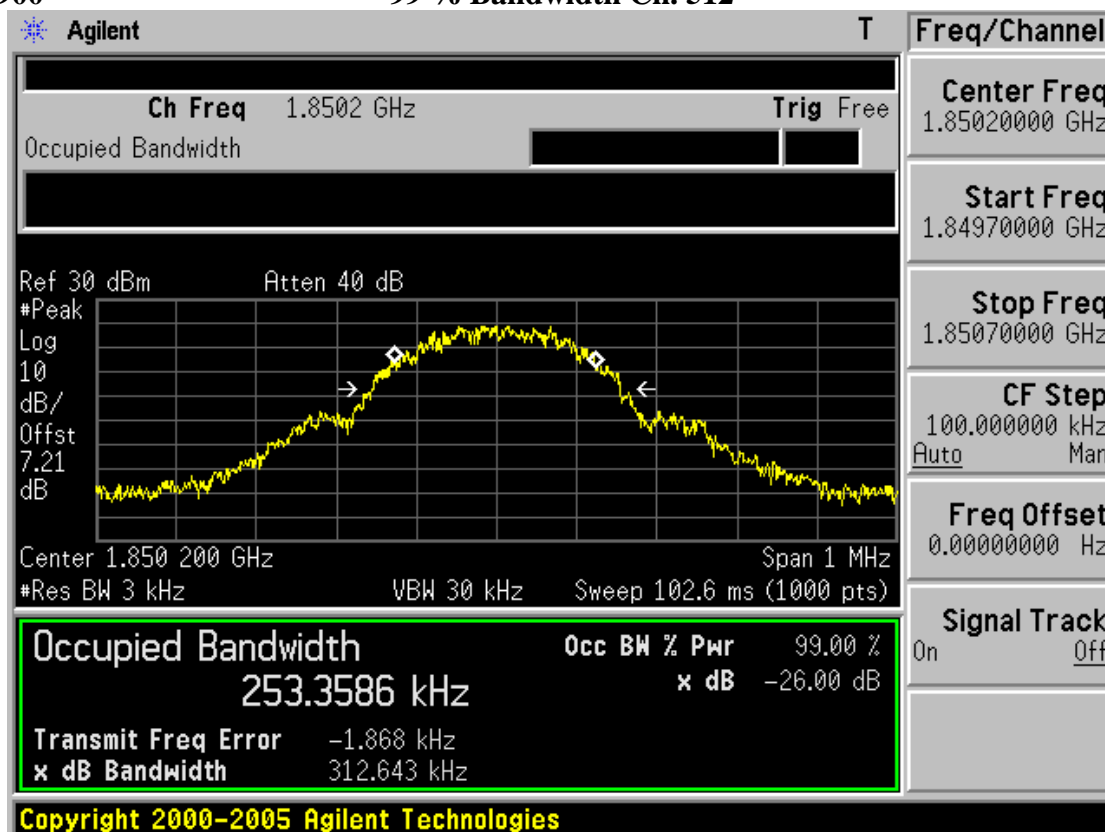 99 % Bandwidth Ch. 512
Agilent T Freq/Channel
Ch Freq 1.8502 GHz Trig Free
Occupied Bandwidth
Center Freq
1.85020000 GHz
Start Freq
1.84970000 GHz
Stop Freq
1.85070000 GHz
CF Step
100.000000 kHz
Auto Man
Freq Offset
0.00000000 Hz
Signal Track
On Off
Ref 30 dBm Atten 40 dB
#Peak
Log
10
dB/
Offst
7.21
dB
Center 1.850 200 GHz Span 1 MHz
#Res BW 3 kHz VBW 30 kHz Sweep 102.6 ms (1000 pts)
Occupied Bandwidth Occ BW % Pwr 99.00 %
253.3586 kHz x dB -26.00 dB
Transmit Freq Error -1.868 kHz
x dB Bandwidth 312.643 kHz
Copyright 2000-2005 Agilent Technologies